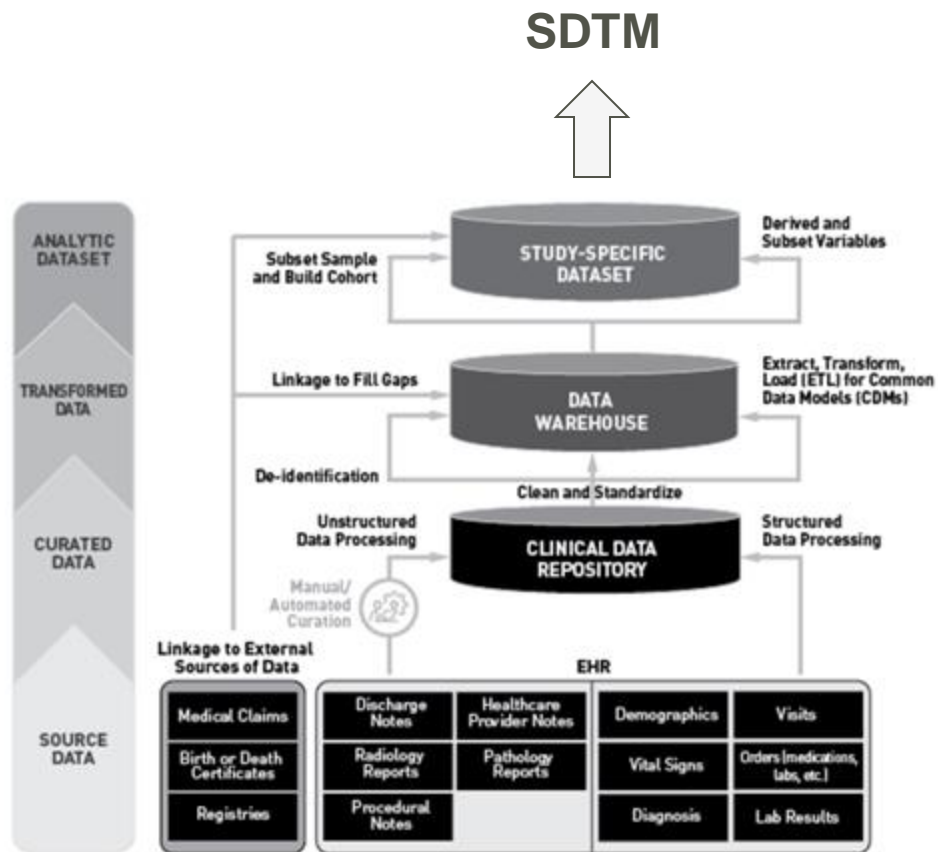 SDTM
ANALYTIC
DATASET
TRANSFORMED
DATA
CURATED
DATA
SOURCE
DATA
STUDY-SPECIFIC
DATASET
Derived and
Subset Variables
Subset Sample
and Build Cohort
Linkage to Fill Gaps
DATA
WAREHOUSE
Extract, Transform,
Load (ETL) for Common
Data Models (CDMs)
De-identification
Clean and Standardize
Unstructured
Data Processing
CLINICAL DATA
REPOSITORY
Structured
Data Processing
Manual/
Automated
Curation
Linkage to External
Sources of Data
Medical Claims
Birth or Death
Certificates
Registries
EHR
Discharge
Notes
Healthcare
Provider Notes
Demographics
Visits
Radiology
Reports
Pathology
Reports
Vital Signs
Orders (medications,
labs, etc.)
Procedural
Notes
Diagnosis
Lab Results